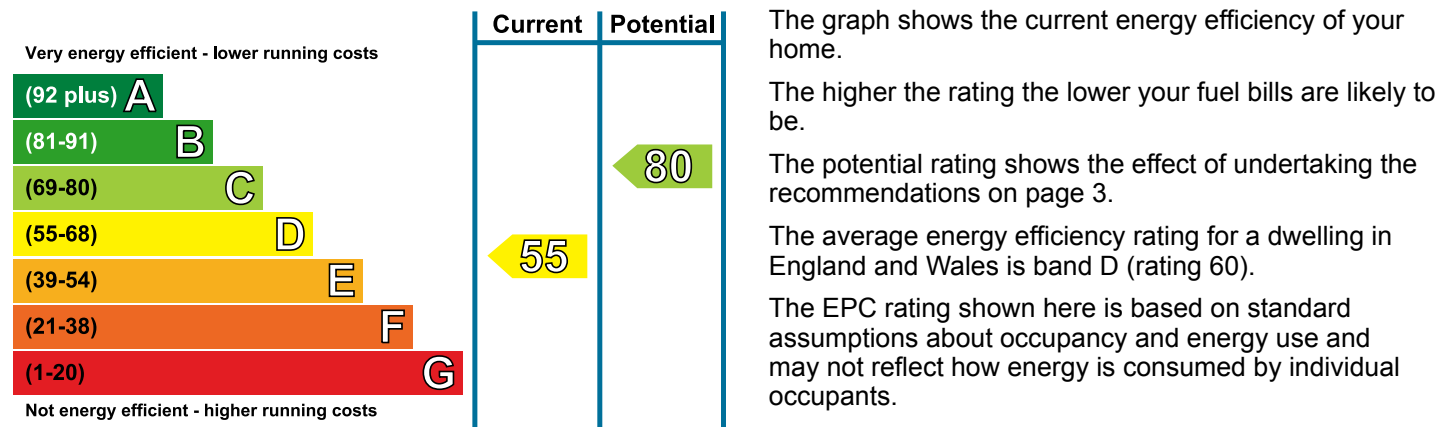 Current Potential
Very energy efficient - lower running costs
(92 plus) A
(81-91) B
(69-80) C
80
(55-68) D
55
(39-54) E
(21-38) F
(1-20) G
Not energy efficient - higher running costs
The graph shows the current energy efficiency of your
home.
The higher the rating the lower your fuel bills are likely to
be.
The potential rating shows the effect of undertaking the
recommendations on page 3.
The average energy efficiency rating for a dwelling in
England and Wales is band D (rating 60).
The EPC rating shown here is based on standard
assumptions about occupancy and energy use and
may not reflect how energy is consumed by individual
occupants.